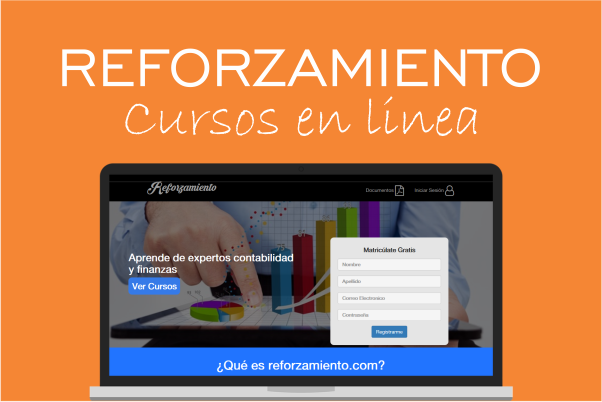 REFORZAMIENTO
Cursos en línea
Reforzamiento
Documentos
Iniciar Sesión
Aprende de expertos contabilidad
y finanzas
Ver Cursos
Matricúlate Gratis
Nombre
Apellido
Correo Electronico
Contraseña
Registrarme
¿Qué es reforzamiento.com?